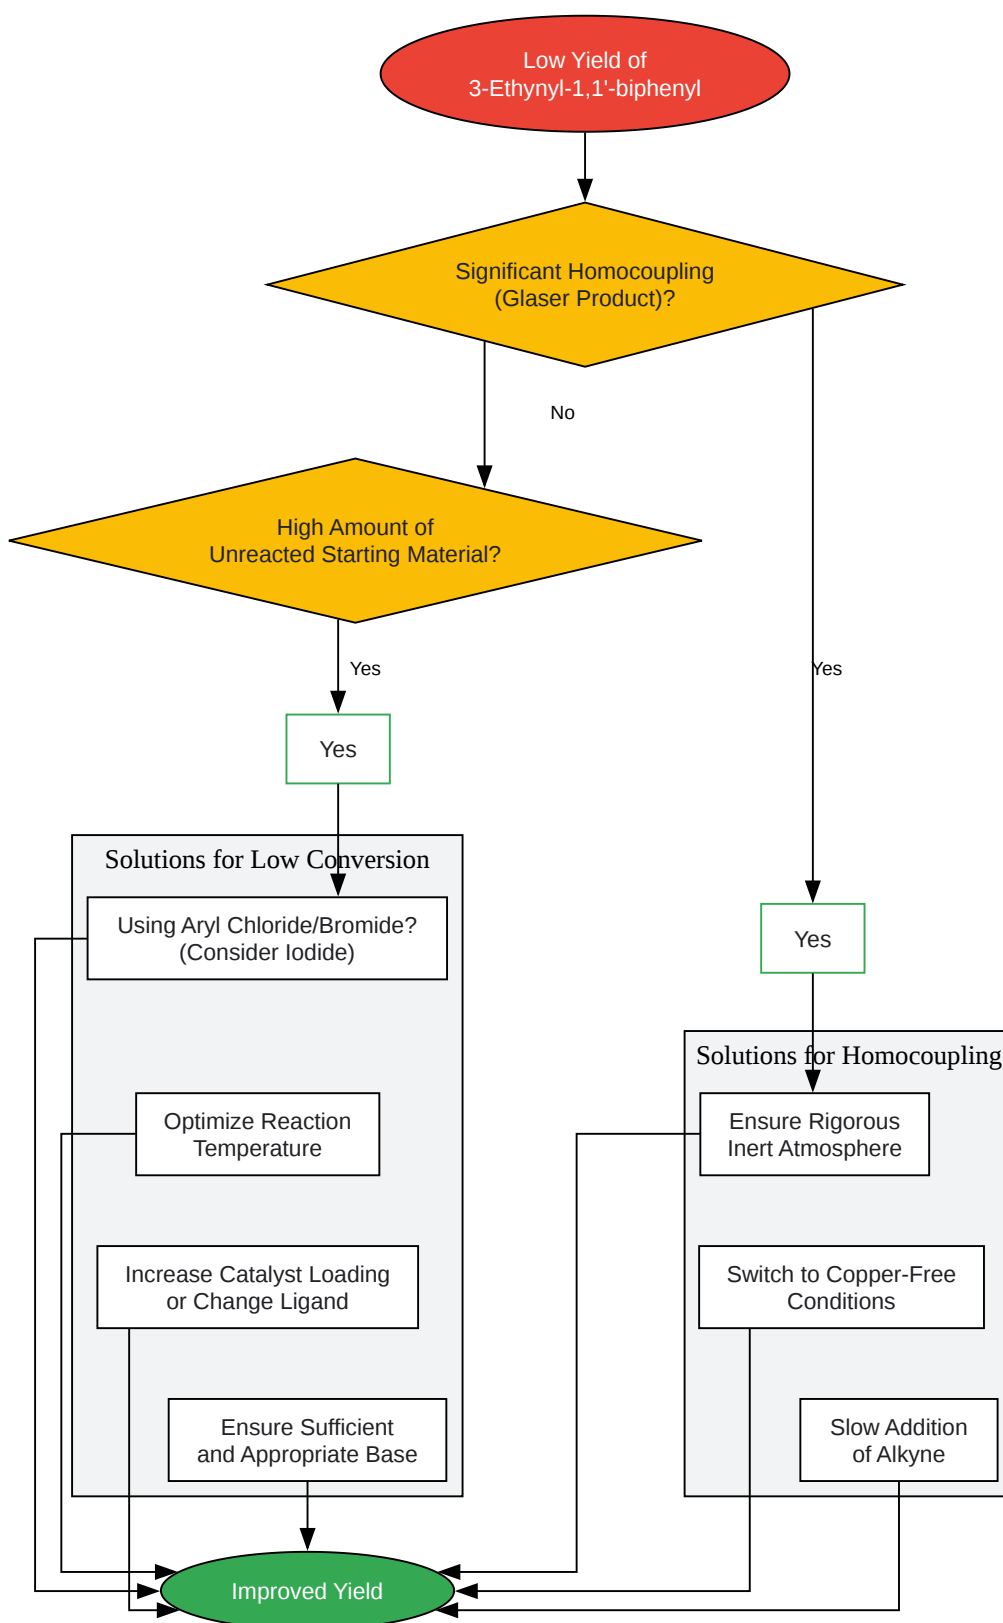 Low Yield of
3-Ethynyl-1,1'-biphenyl
Significant Homocoupling
(Glaser Product)?
No
High Amount of
Unreacted Starting Material?
Yes
Yes
Yes
Solutions for Low Conversion
Using Aryl Chloride/Bromide?
(Consider Iodide)
Yes
Solutions for Homocoupling
Optimize Reaction
Temperature
Ensure Rigorous
Inert Atmosphere
Increase Catalyst Loading
or Change Ligand
Switch to Copper-Free
Conditions
Ensure Sufficient
and Appropriate Base
Slow Addition
of Alkyne
Improved Yield